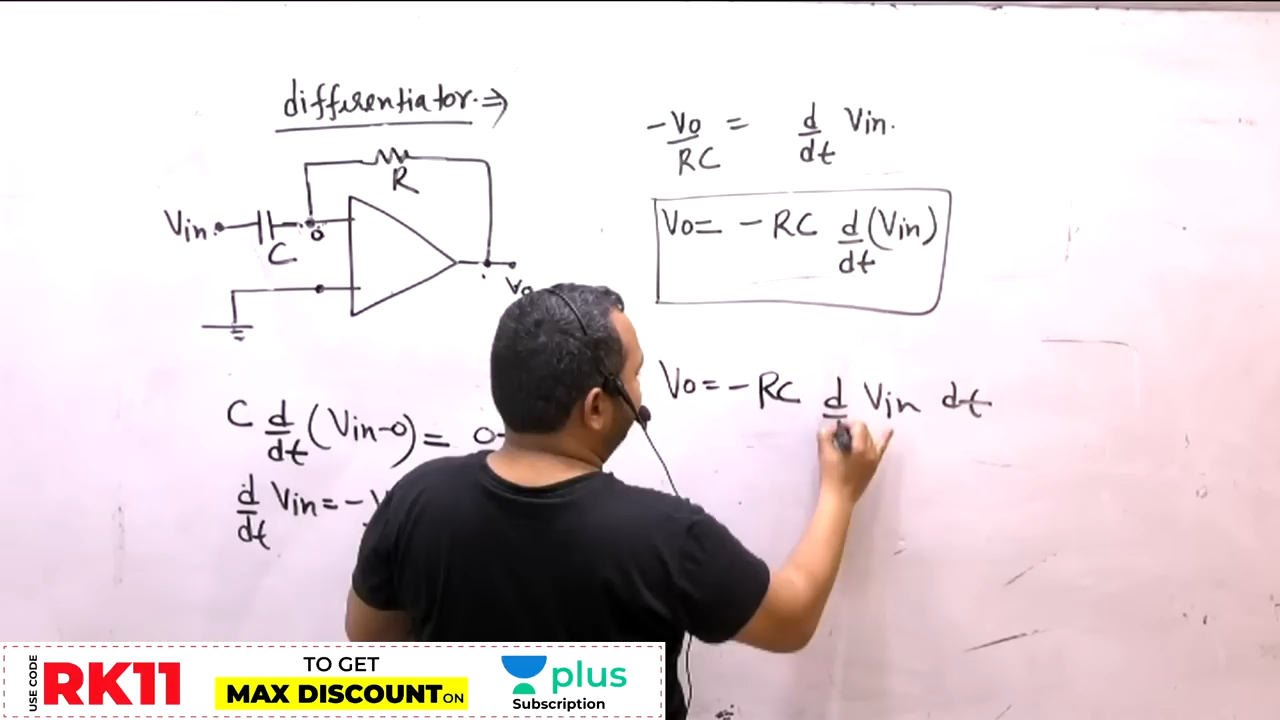 differentiator ⇒
R
Vin
C
0
Vo
C d/dt (Vin-0) = 0-
d/dt Vin = -
-Vo/RC = d/dt Vin.
Vo = - RC d/dt (Vin)
Vo = - RC d Vin dt
USE CODE
RK11
TO GET
MAX DISCOUNT ON
plus
Subscription